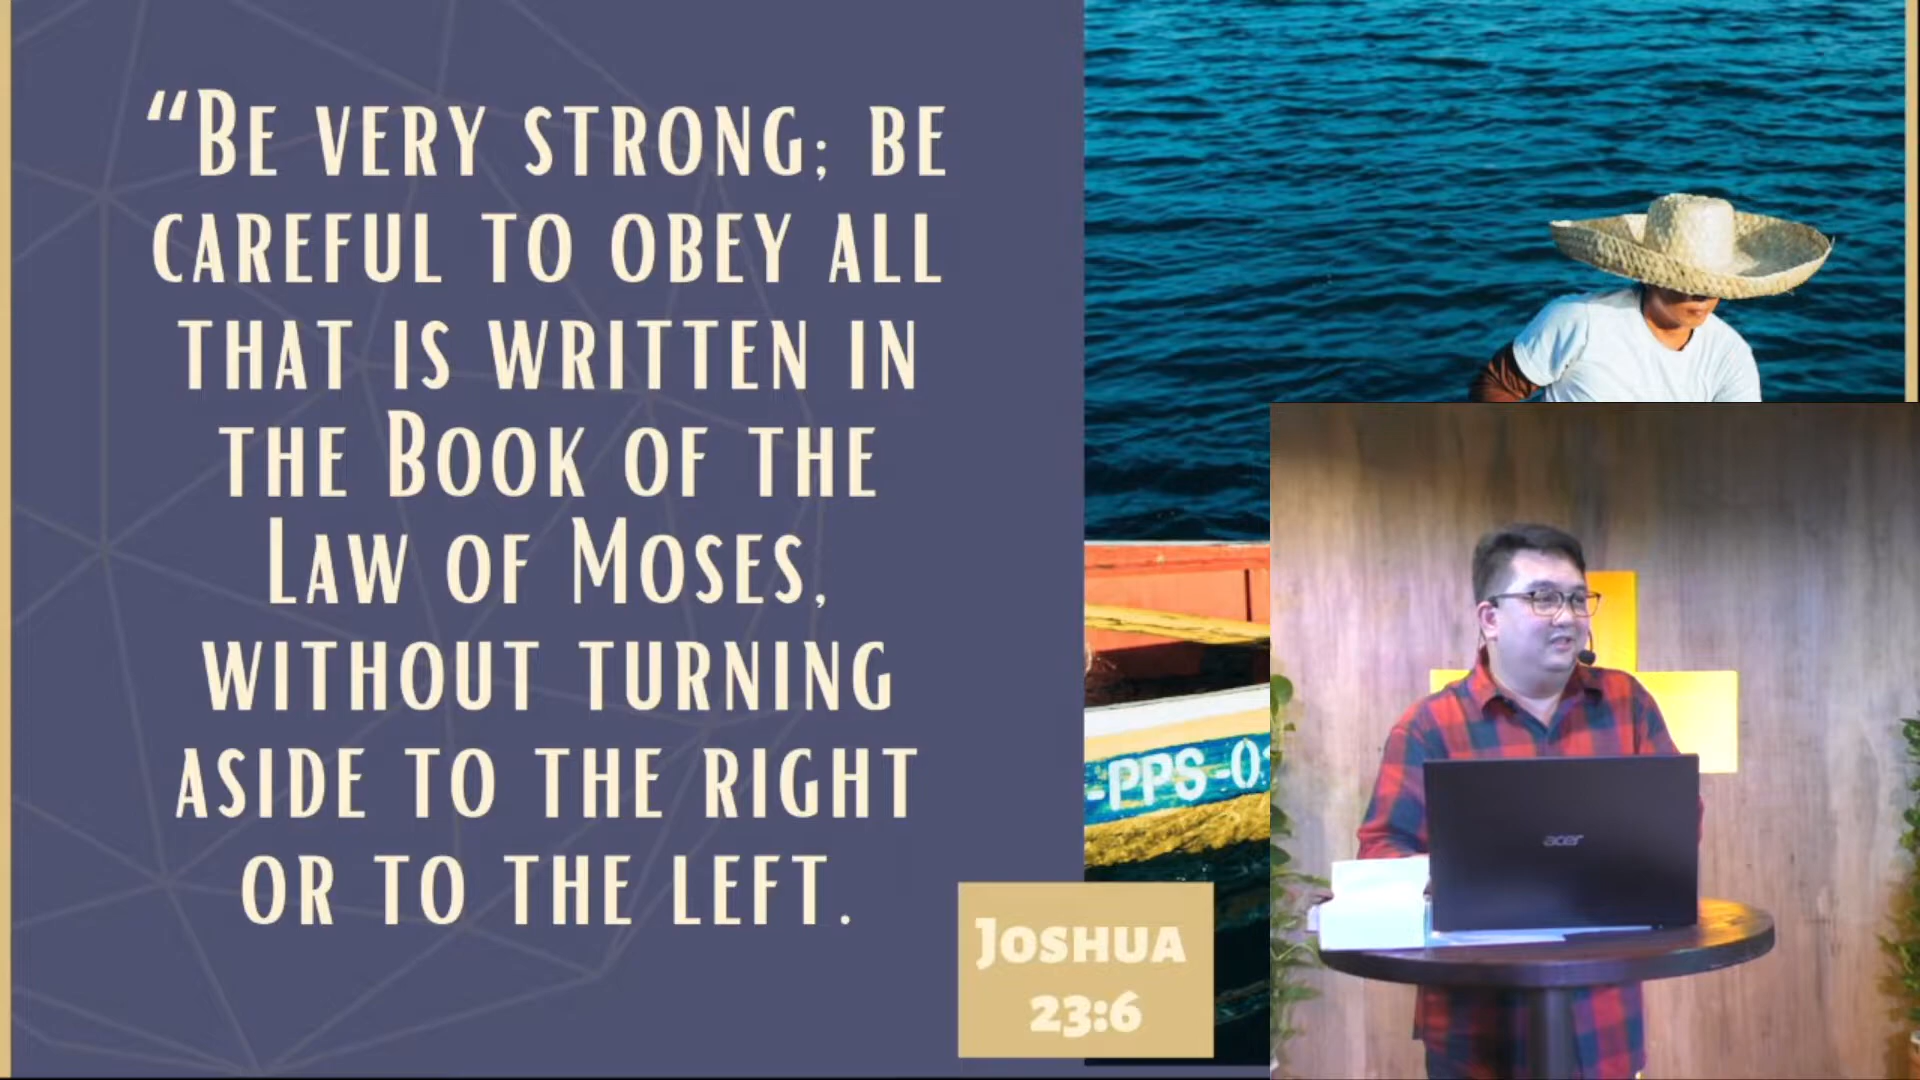 “Be very strong; be
careful to obey all
that is written in
the Book of the
Law of Moses,
without turning
aside to the right
or to the left.
Joshua
23:6
-PPS-0
acer